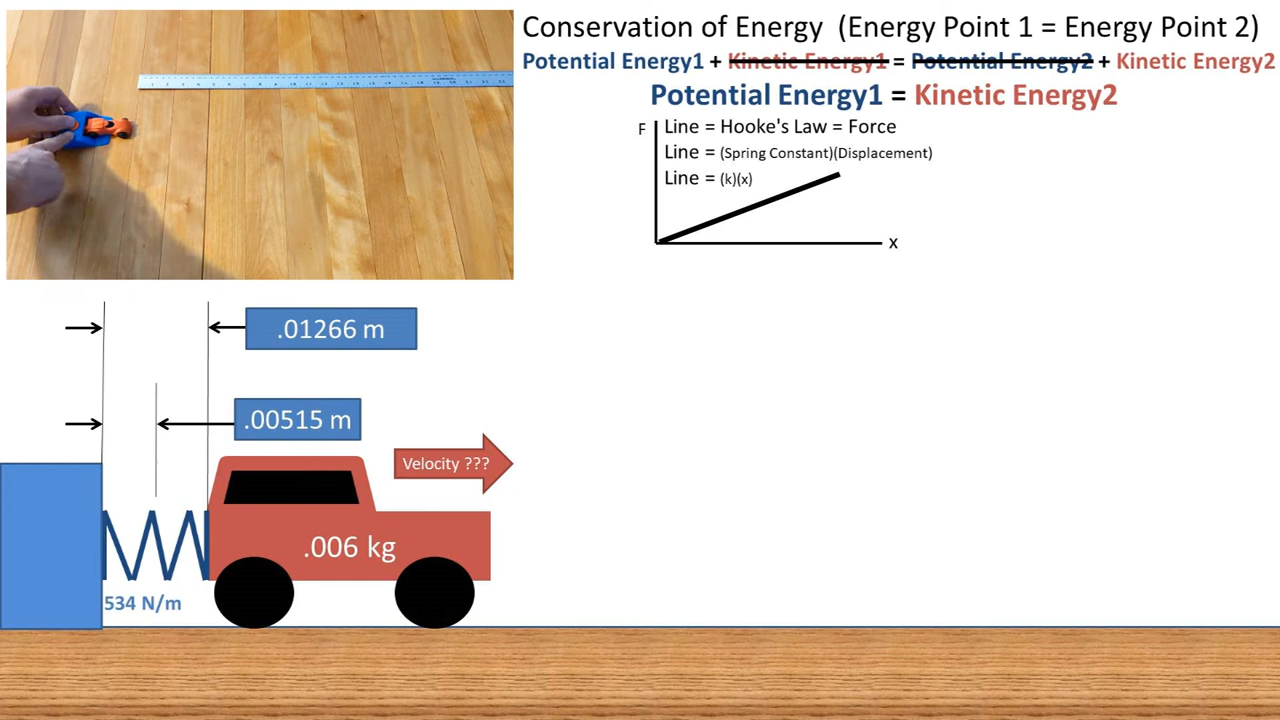 Conservation of Energy (Energy Point 1 = Energy Point 2)
Potential Energy1 + Kinetic Energy1 = Potential Energy2 + Kinetic Energy2
Potential Energy1 = Kinetic Energy2
F
Line = Hooke's Law = Force
Line = (Spring Constant)(Displacement)
Line = (k)(x)
x
.01266 m
.00515 m
Velocity ???
.006 kg
534 N/m